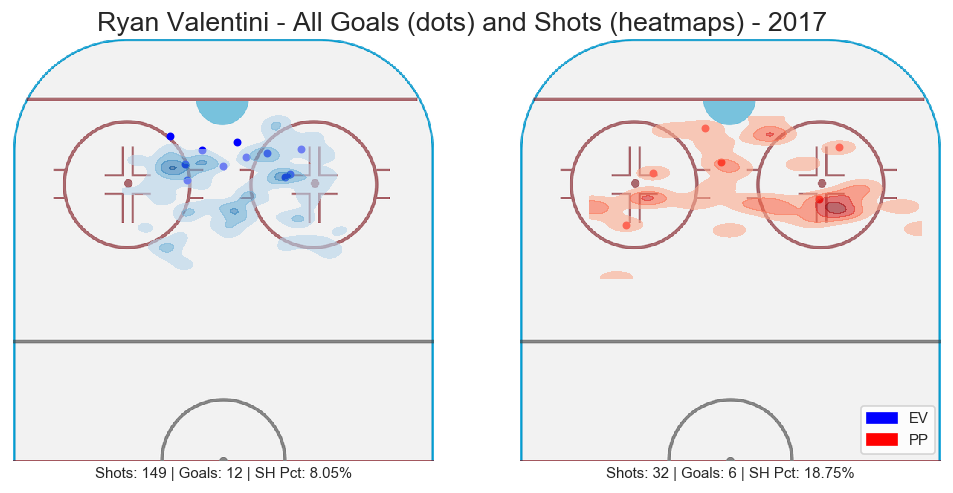 Ryan Valentini - All Goals (dots) and Shots (heatmaps) - 2017
EV
PP
Shots: 149 | Goals: 12 | SH Pct: 8.05%
Shots: 32 | Goals: 6 | SH Pct: 18.75%